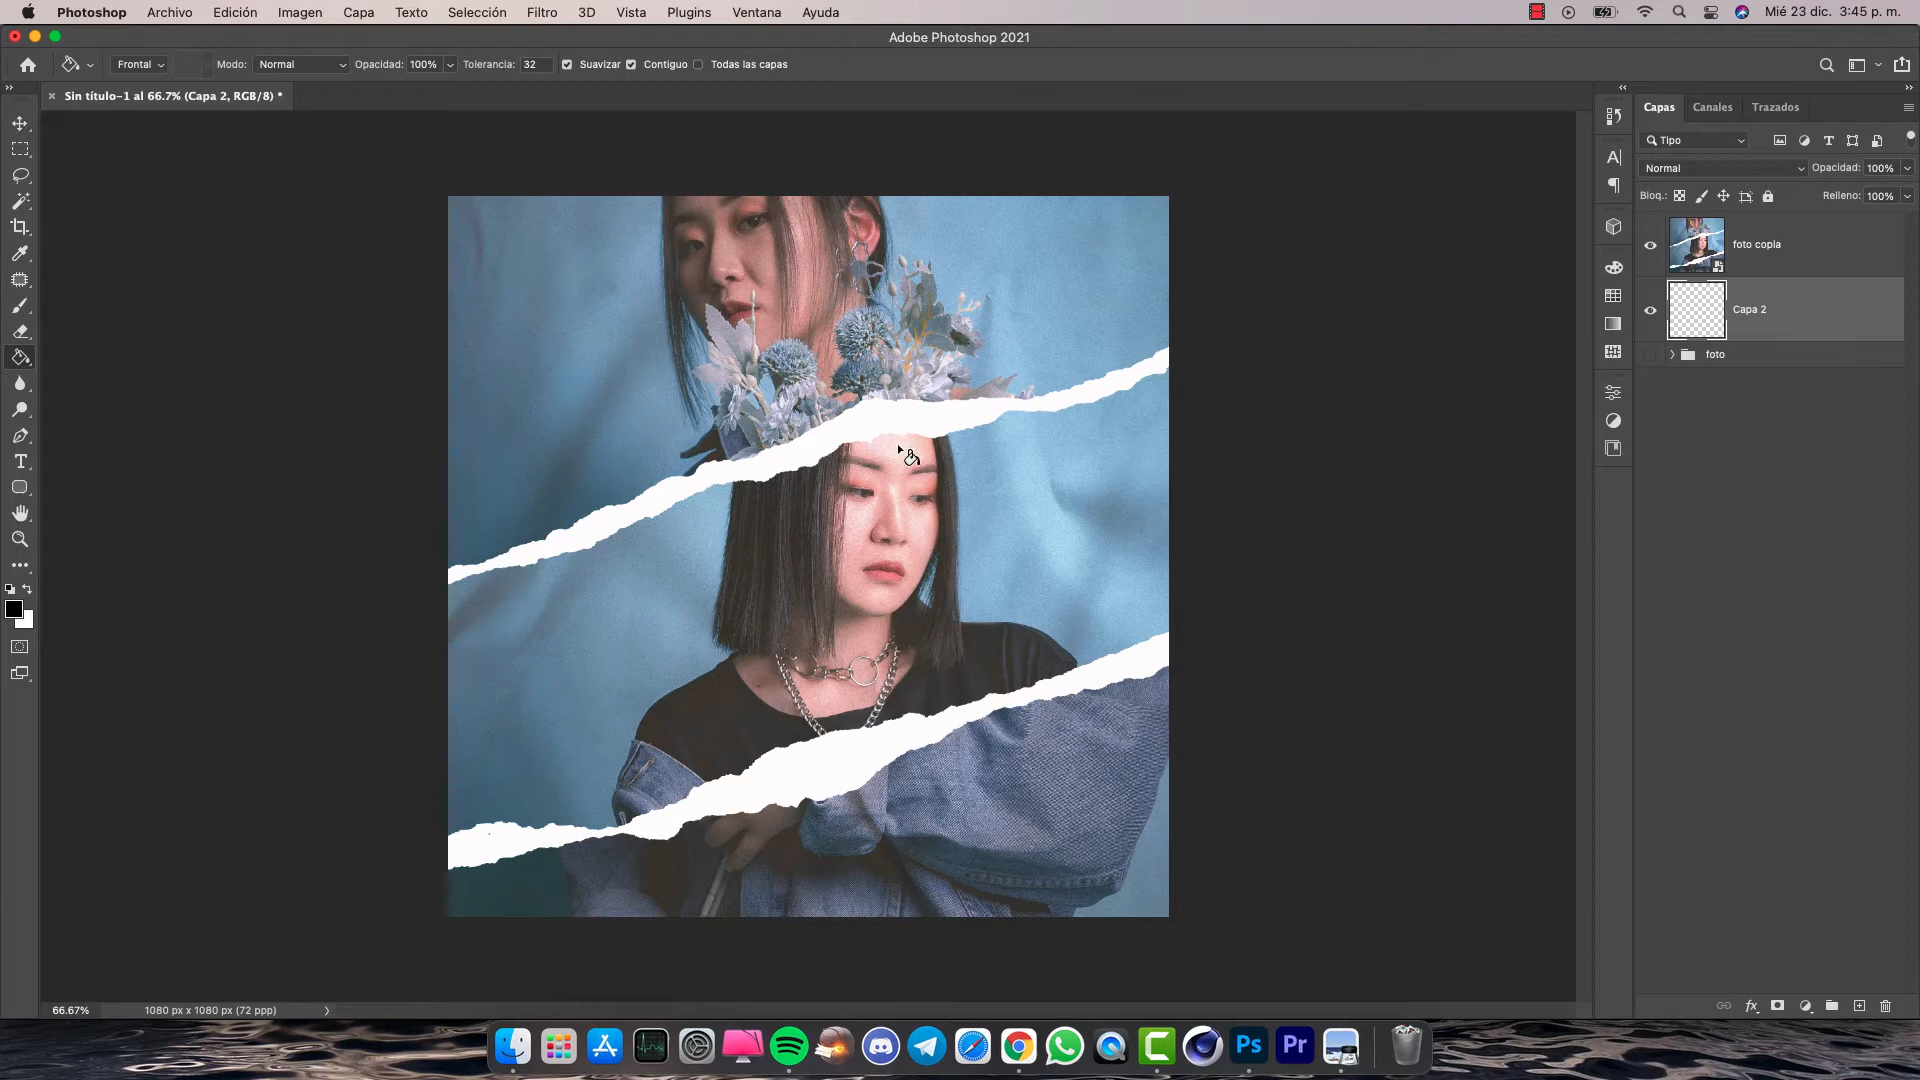 Photoshop Archivo Edición Imagen Capa Texto Selección Filtro 3D Vista Plugins Ventana Ayuda Mié 23 dic. 3:45 p. m.
Adobe Photoshop 2021
Frontal Modo: Normal Opacidad: 100% Tolerancia: 32 Suavizar Contiguo Todas las capas
Sin título-1 al 66.7% (Capa 2, RGB/8) *
Capas Canales Trazados
Tipo
Normal Opacidad: 100%
Bloq.: Relleno: 100%
foto copia
Capa 2
foto
66.67% 1080 px x 1080 px (72 ppp)
Ps Pr